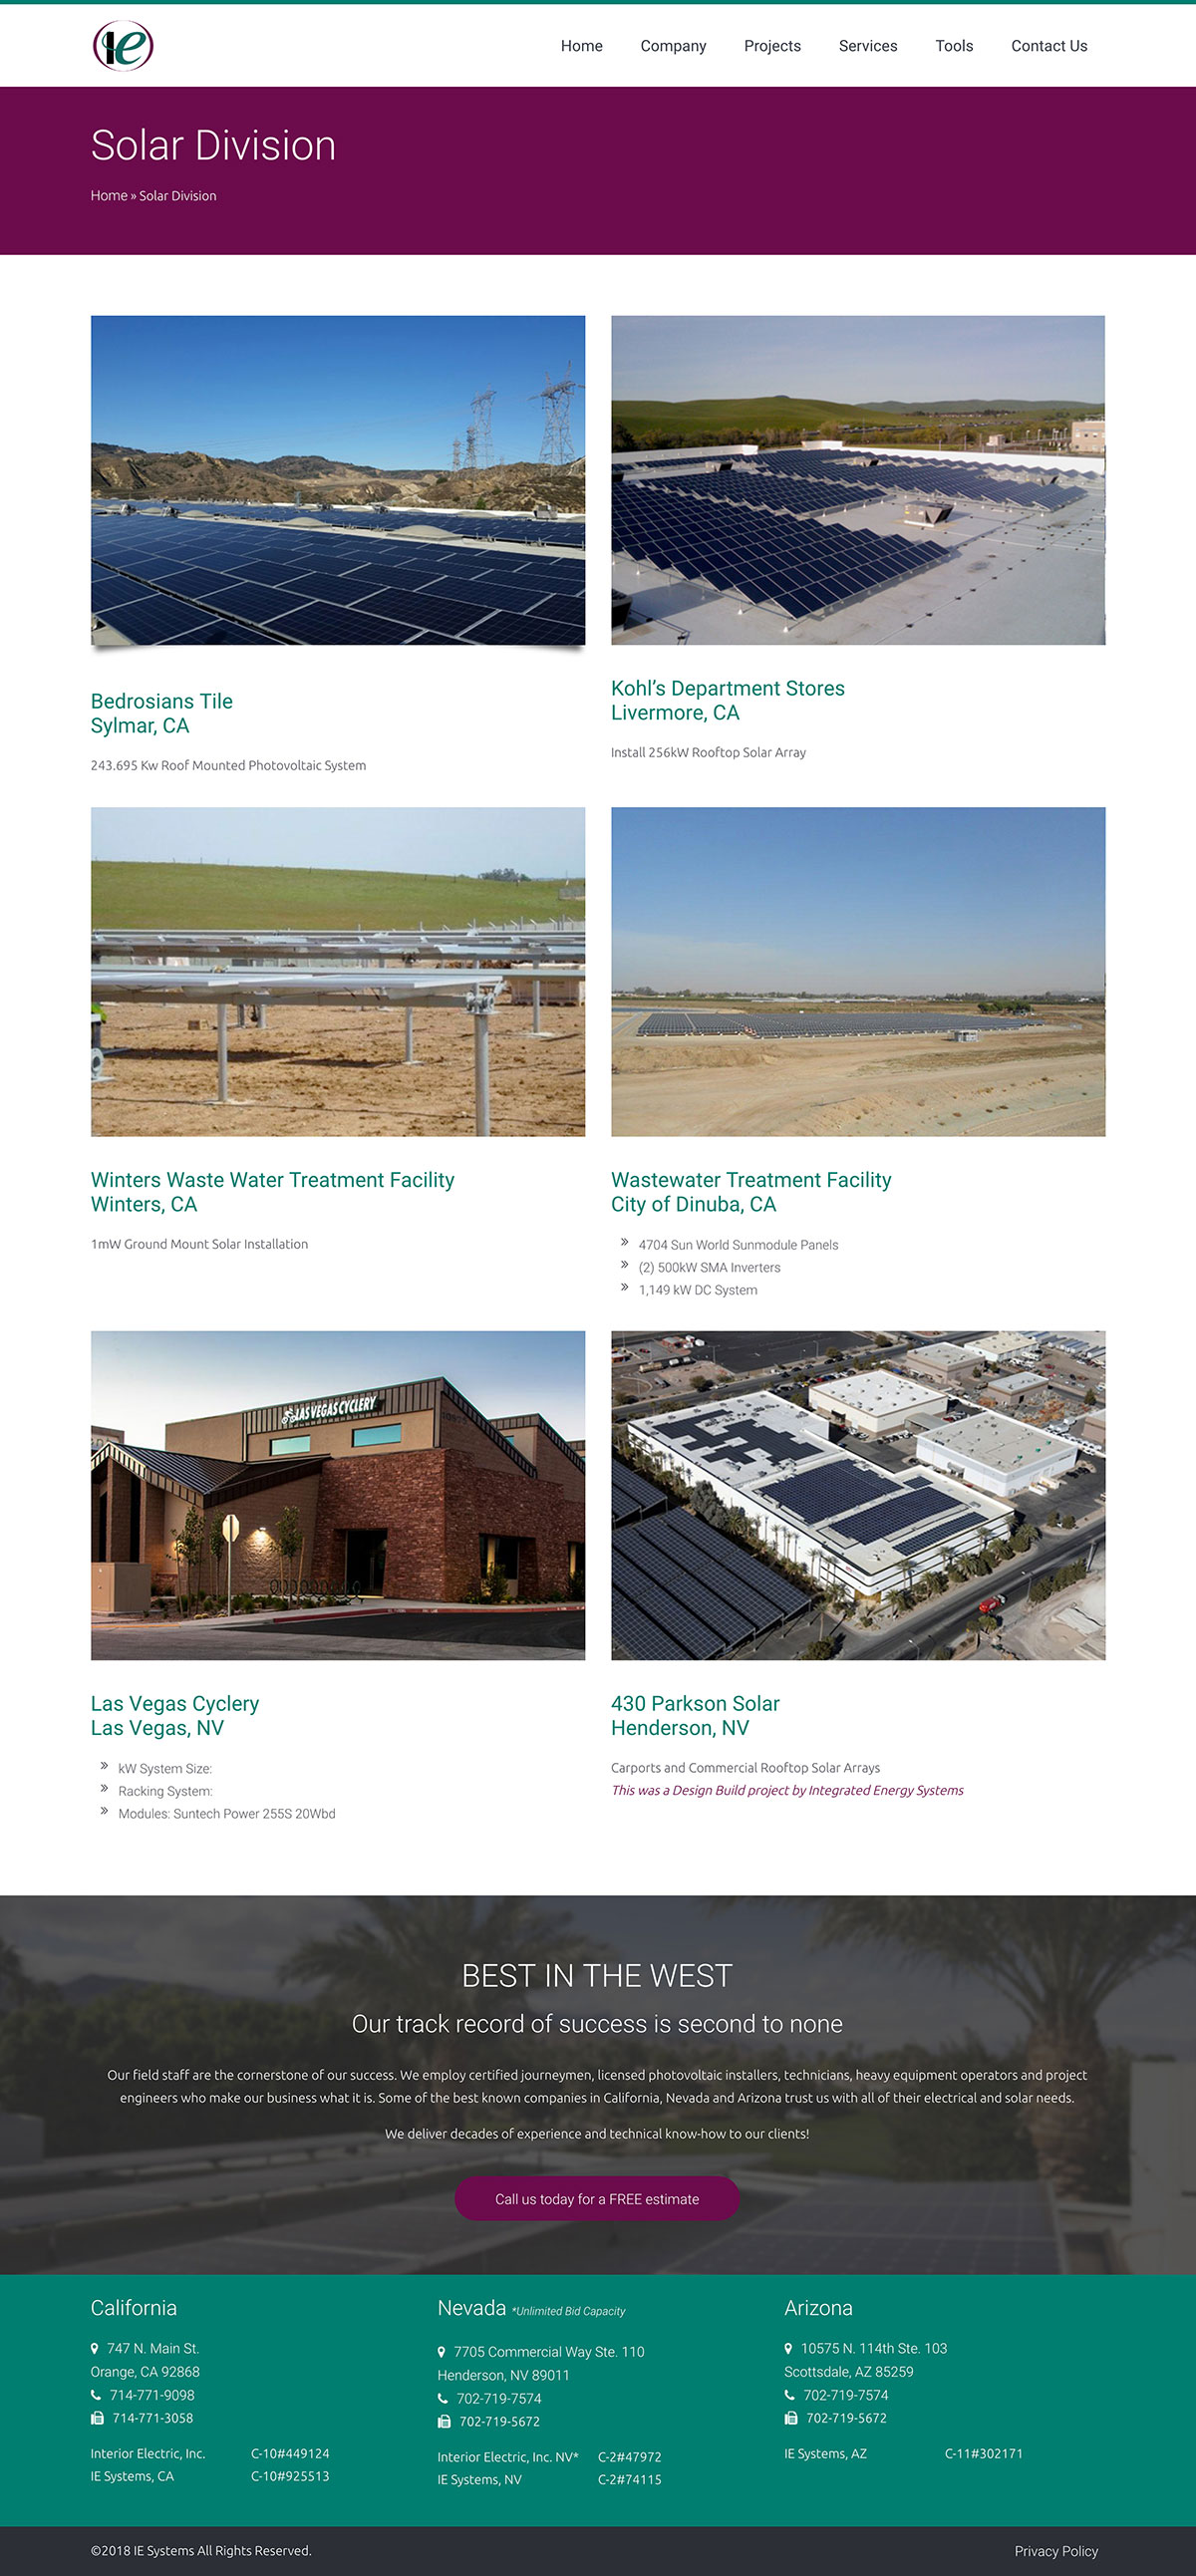 IE
Home
Company
Projects
Services
Tools
Contact Us
Solar Division
Home » Solar Division
Bedrosians Tile
Sylmar, CA
243.695 Kw Roof Mounted Photovoltaic System
Kohl’s Department Stores
Livermore, CA
Install 256kW Rooftop Solar Array
Winters Waste Water Treatment Facility
Winters, CA
1mW Ground Mount Solar Installation
Wastewater Treatment Facility
City of Dinuba, CA
» 4704 Sun World Sunmodule Panels
» (2) 500kW SMA Inverters
» 1,149 kW DC System
LAS VEGAS CYCLERY
Las Vegas Cyclery
Las Vegas, NV
» kW System Size:
» Racking System:
» Modules: Suntech Power 255S 20Wbd
430 Parkson Solar
Henderson, NV
Carports and Commercial Rooftop Solar Arrays
This was a Design Build project by Integrated Energy Systems
BEST IN THE WEST
Our track record of success is second to none
Our field staff are the cornerstone of our success. We employ certified journeymen, licensed photovoltaic installers, technicians, heavy equipment operators and project
engineers who make our business what it is. Some of the best known companies in California, Nevada and Arizona trust us with all of their electrical and solar needs.
We deliver decades of experience and technical know-how to our clients!
Call us today for a FREE estimate
California
747 N. Main St.
Orange, CA 92868
714-771-9098
714-771-3058
Interior Electric, Inc. C-10#449124
IE Systems, CA C-10#925513
Nevada *Unlimited Bid Capacity
7705 Commercial Way Ste. 110
Henderson, NV 89011
702-719-7574
702-719-5672
Interior Electric, Inc. NV* C-2#47972
IE Systems, NV C-2#74115
Arizona
10575 N. 114th Ste. 103
Scottsdale, AZ 85259
702-719-7574
702-719-5672
IE Systems, AZ C-11#302171
©2018 IE Systems All Rights Reserved.
Privacy Policy